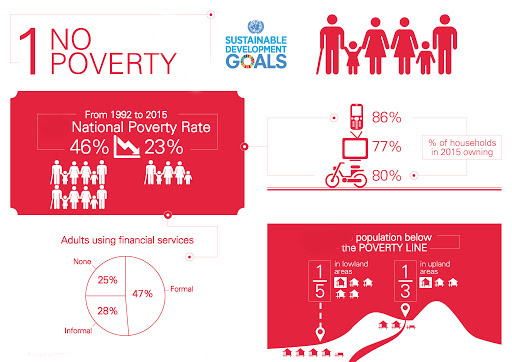 1 NO
POVERTY
SUSTAINABLE
DEVELOPMENT
GOALS
From 1992 to 2015
National Poverty Rate
46% 23%
86%
77%
80%
% of households
in 2015 owning
Adults using financial services
None
25%
47%
Formal
28%
Informal
population below
the POVERTY LINE
1
5
in lowland
areas
1
3
in upland
areas